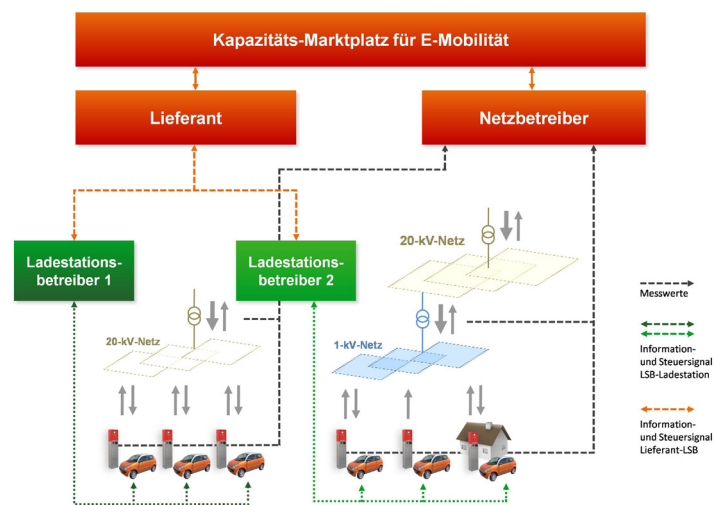 Kapazitäts-Marktplatz für E-Mobilität
Lieferant
Netzbetreiber
Ladestations-
betreiber 1
Ladestations-
betreiber 2
20-kV-Netz
20-kV-Netz
1-kV-Netz
Messwerte
Information-
und Steuersignal
LSB-Ladestation
Information-
und Steuersignal
Lieferant-LSB